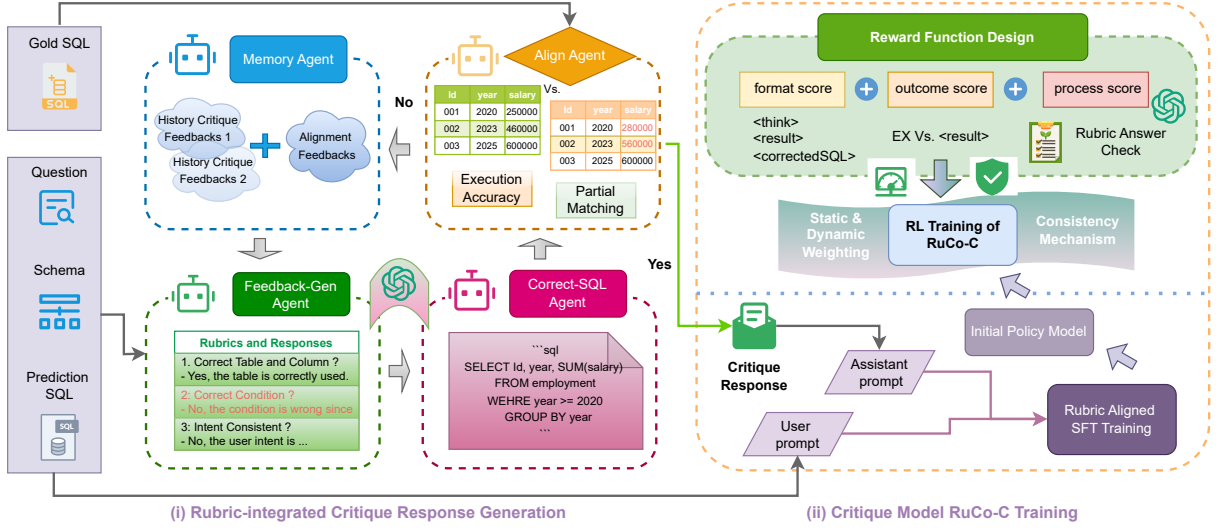 Gold SQL
SQL
Question
Schema
Prediction
SQL
SQL
Memory Agent
History Critique
Feedbacks 1
History Critique
Feedbacks 2
Alignment
Feedbacks
No
Align Agent
Id year salary
001 2020 250000
002 2023 460000
003 2025 600000
Vs.
Id year salary
001 2020 280000
002 2023 560000
003 2025 600000
Execution
Accuracy
Partial
Matching
Yes
Feedback-Gen
Agent
Rubrics and Responses
1. Correct Table and Column ?
- Yes, the table is correctly used.
2: Correct Condition ?
- No, the condition is wrong since
3: Intent Consistent ?
- No, the user intent is ...
Correct-SQL
Agent
```sql
SELECT Id, year, SUM(salary)
FROM employment
WEHRE year >= 2020
GROUP BY year
```
(i) Rubric-integrated Critique Response Generation
Reward Function Design
format score
outcome score
process score
<think>
<result>
<correctedSQL>
EX Vs. <result>
Rubric Answer
Check
Static &
Dynamic
Weighting
RL Training of
RuCo-C
Consistency
Mechanism
Initial Policy Model
Critique
Response
Assistant
prompt
User
prompt
Rubric Aligned
SFT Training
(ii) Critique Model RuCo-C Training